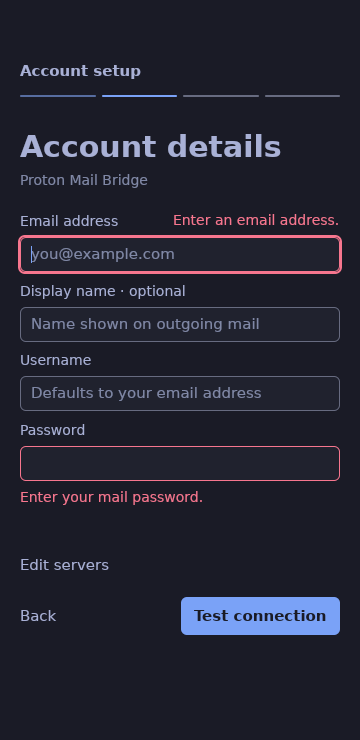 Account setup
Account details
Proton Mail Bridge
Email address Enter an email address.
you@example.com
Display name · optional
Name shown on outgoing mail
Username
Defaults to your email address
Password
Enter your mail password.
Edit servers
Back Test connection